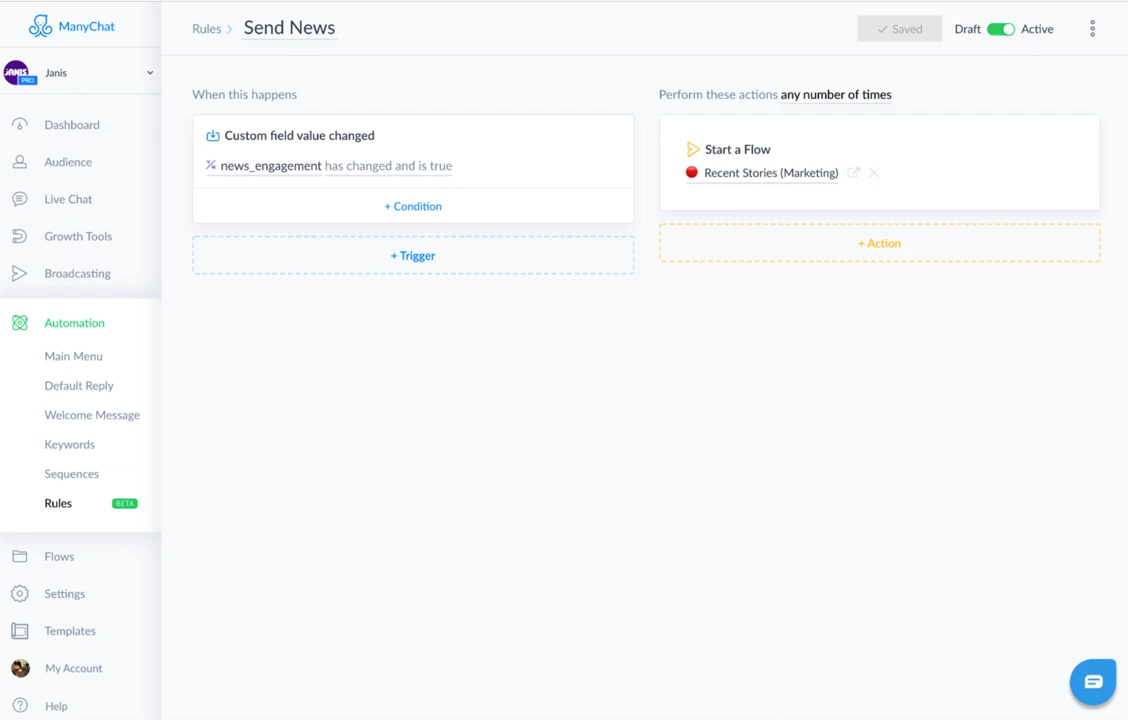 ManyChat
Rules
Send News
Saved
Draft
Active
JANIS
PRO
Janis
Dashboard
Audience
Live Chat
Growth Tools
Broadcasting
Automation
Main Menu
Default Reply
Welcome Message
Keywords
Sequences
Rules BETA
Flows
Settings
Templates
My Account
Help
When this happens
Custom field value changed
news_engagement has changed and is true
+ Condition
+ Trigger
Perform these actions any number of times
Start a Flow
Recent Stories (Marketing)
+ Action